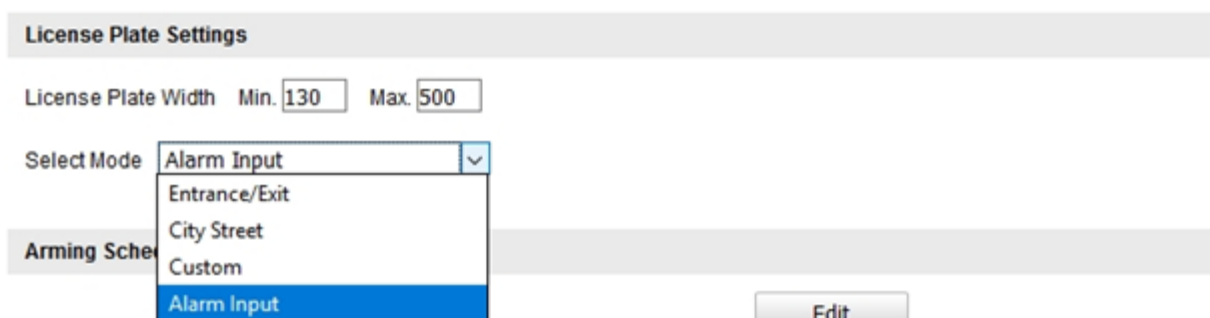 License Plate Settings
License Plate Width Min. 130 Max. 500
Select Mode Alarm Input
Entrance/Exit
City Street
Arming Sche
Custom
Alarm Input
Edit